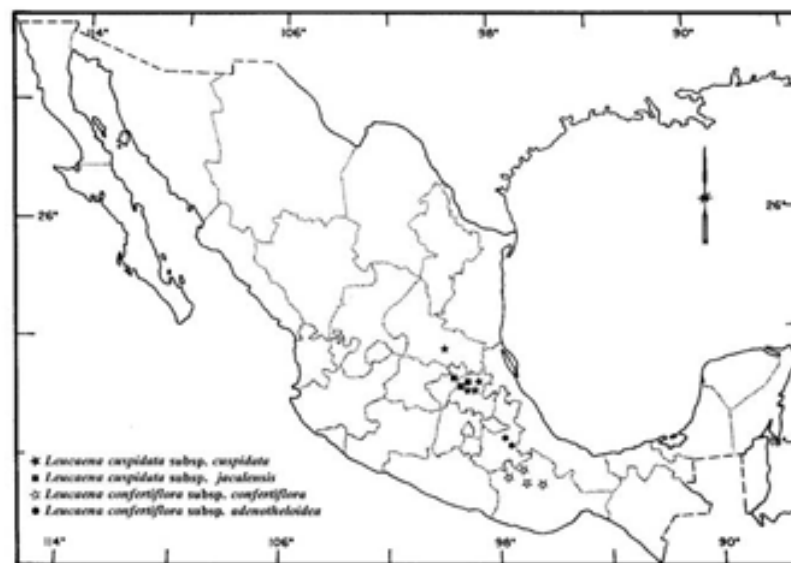 114° 106° 98° 90°
26° 26°
★ Leucaena cuspidata subsp. cuspidata
■ Leucaena cuspidata subsp. jacalensis
☆ Leucaena confertiflora subsp. confertiflora
● Leucaena confertiflora subsp. adenotheloidea
114° 106° 98° 90°